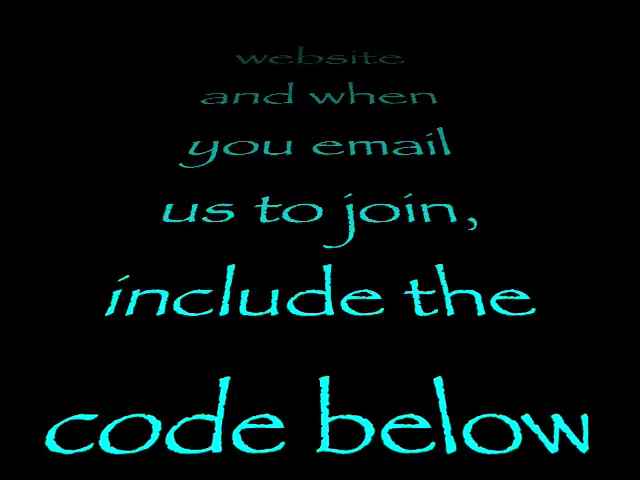 website
and when
you email
us to join,
include the
code below